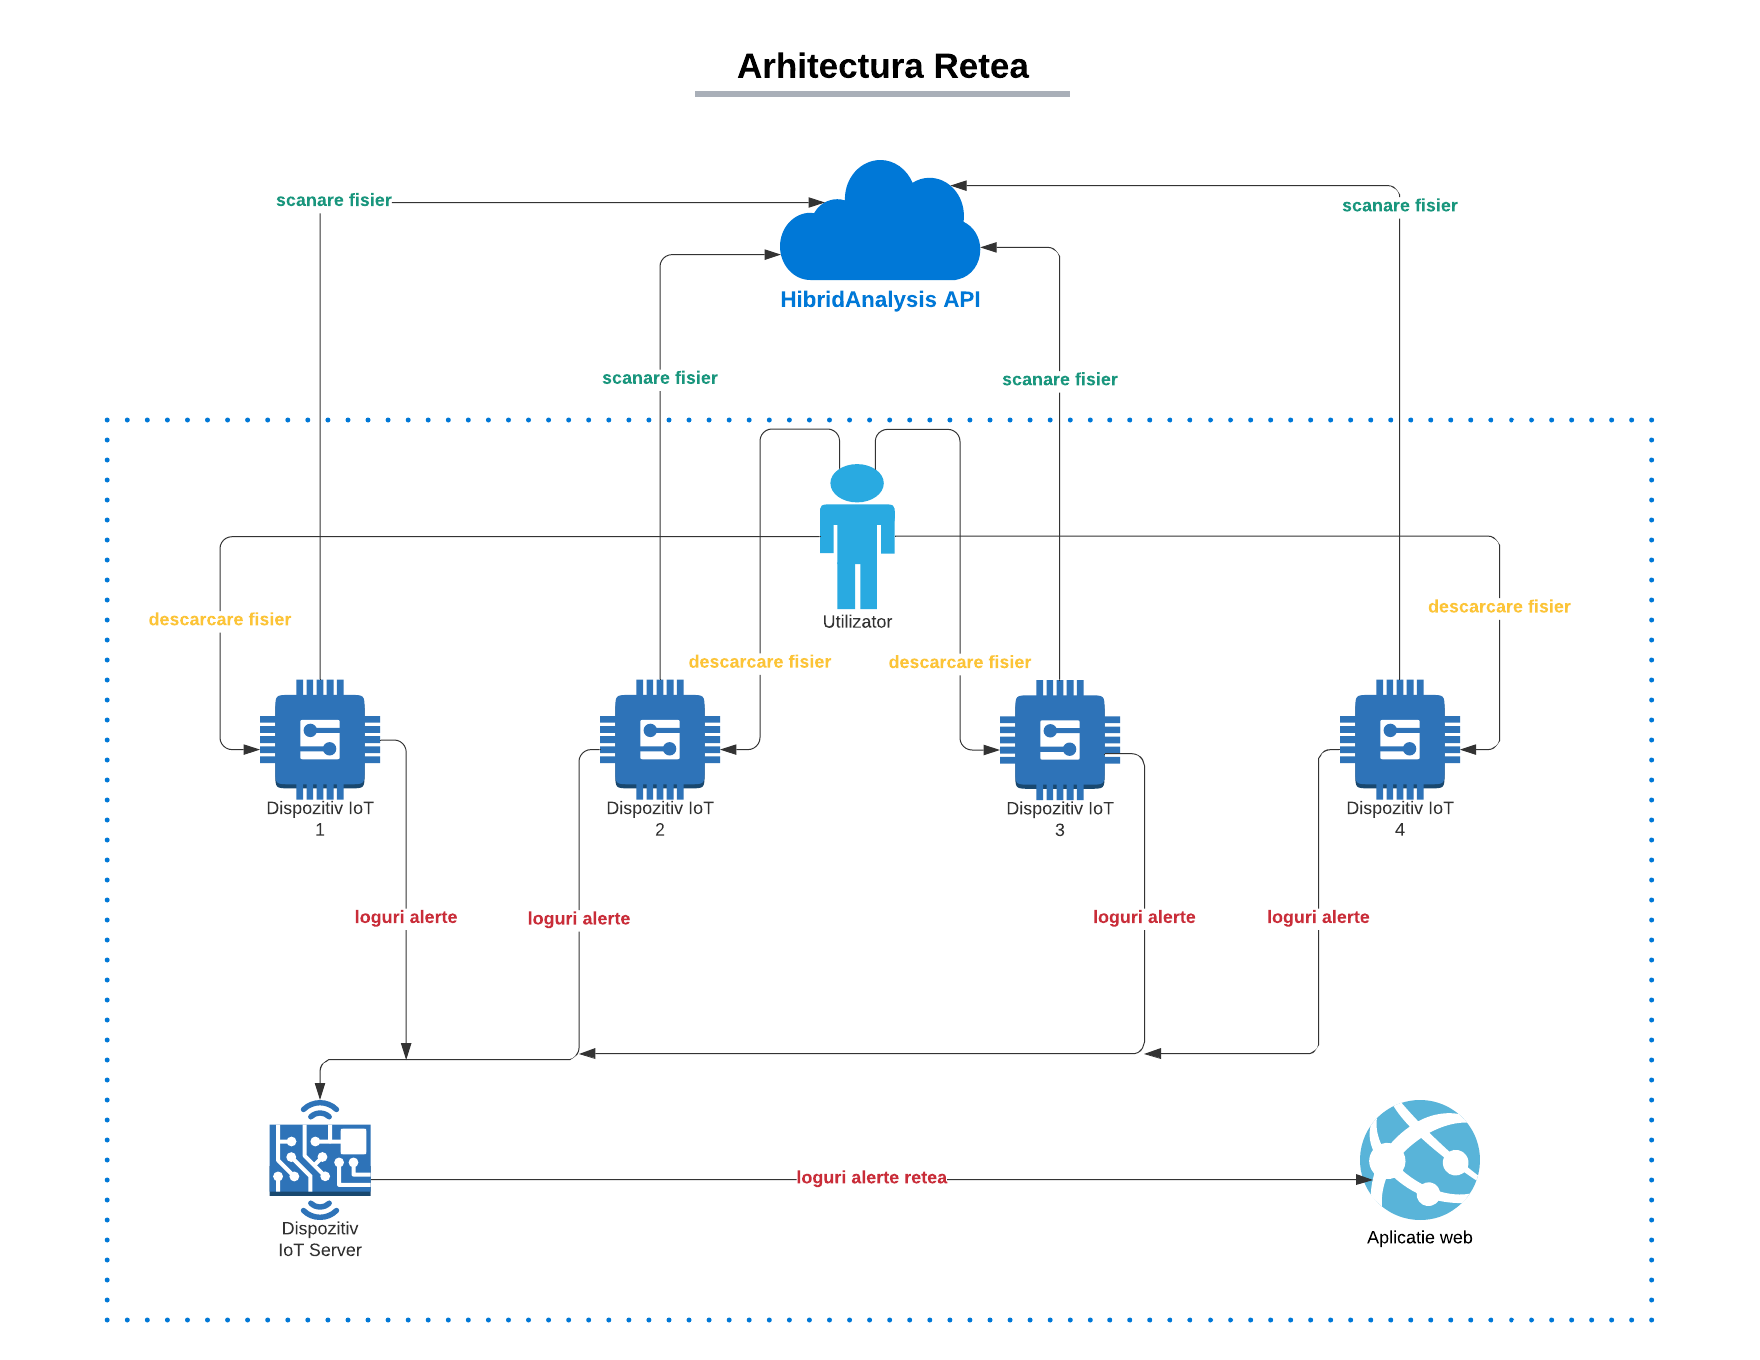 Arhitectura Retea
scanare fisier
scanare fisier
HibridAnalysis API
scanare fisier
scanare fisier
descarcare fisier
Utilizator
descarcare fisier
descarcare fisier
descarcare fisier
Dispozitiv IoT
1
Dispozitiv IoT
2
Dispozitiv IoT
3
Dispozitiv IoT
4
loguri alerte
loguri alerte
loguri alerte
loguri alerte
loguri alerte retea
Dispozitiv
IoT Server
Aplicatie web